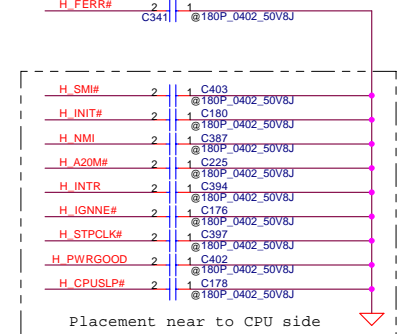 H_FERR# 2 1
C341 @180P_0402_50V8J
H_SMI# 2 1 C403
@180P_0402_50V8J
H_INIT# 2 1 C180
@180P_0402_50V8J
H_NMI 2 1 C387
@180P_0402_50V8J
H_A20M# 2 1 C225
@180P_0402_50V8J
H_INTR 2 1 C394
@180P_0402_50V8J
H_IGNNE# 2 1 C176
@180P_0402_50V8J
H_STPCLK# 2 1 C397
@180P_0402_50V8J
H_PWRGOOD 2 1 C402
@180P_0402_50V8J
H_CPUSLP# 2 1 C178
@180P_0402_50V8J
Placement near to CPU side